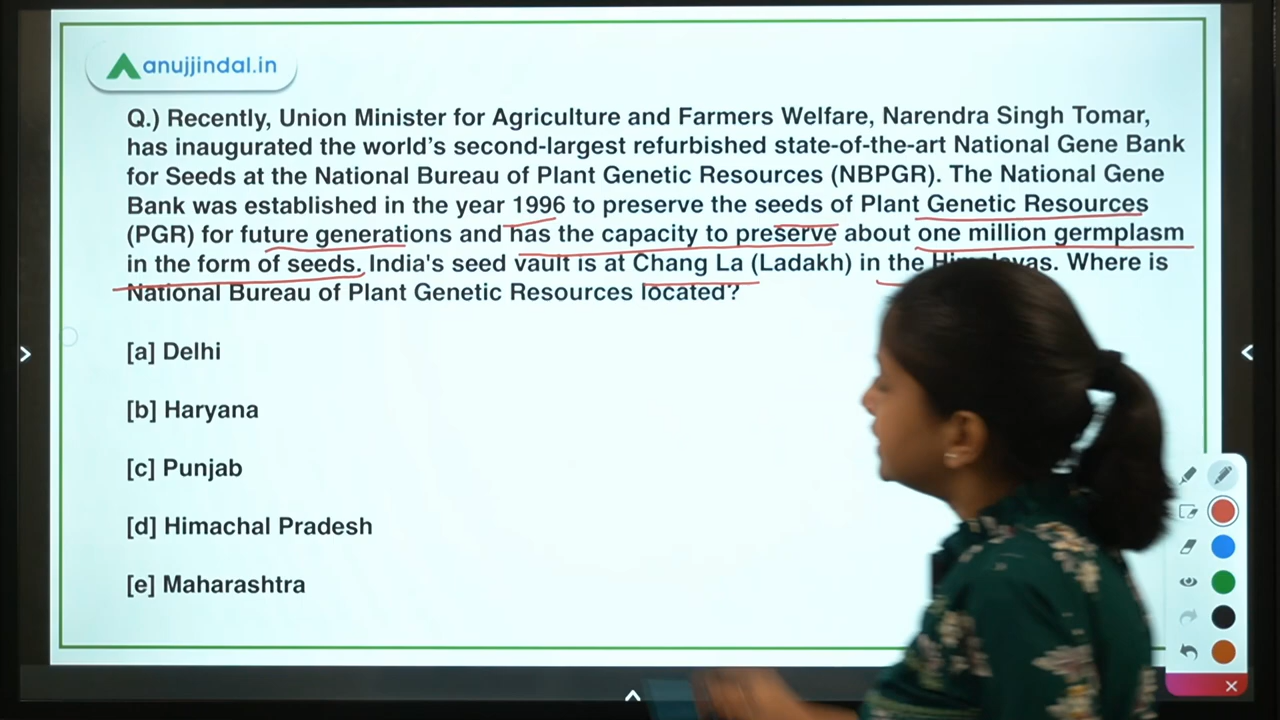 anujjindal.in
Q.) Recently, Union Minister for Agriculture and Farmers Welfare, Narendra Singh Tomar,
has inaugurated the world's second-largest refurbished state-of-the-art National Gene Bank
for Seeds at the National Bureau of Plant Genetic Resources (NBPGR). The National Gene
Bank was established in the year 1996 to preserve the seeds of Plant Genetic Resources
(PGR) for future generations and has the capacity to preserve about one million germplasm
in the form of seeds. India's seed vault is at Chang La (Ladakh) in the Himalayas. Where is
National Bureau of Plant Genetic Resources located?
[a] Delhi
[b] Haryana
[c] Punjab
[d] Himachal Pradesh
[e] Maharashtra